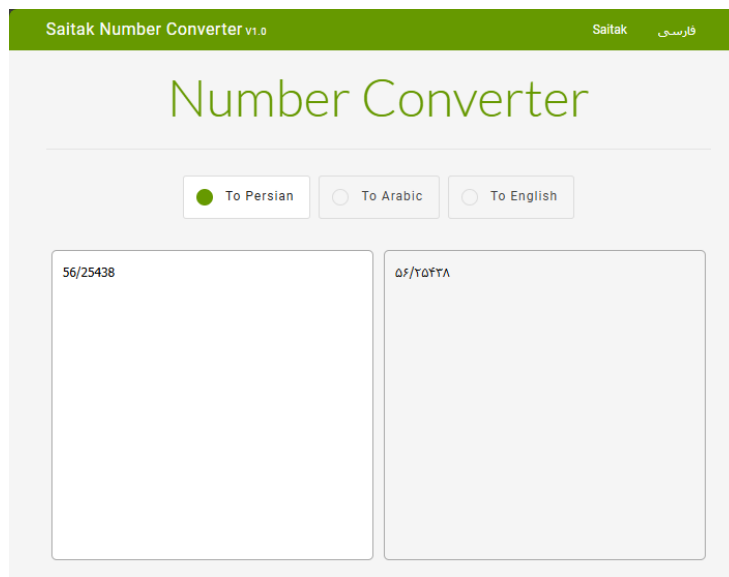 Saitak Number Converter V1.0 Saitak فارسی
Number Converter
To Persian To Arabic To English
56/25438 ۵۶/۲۵۴۳۸